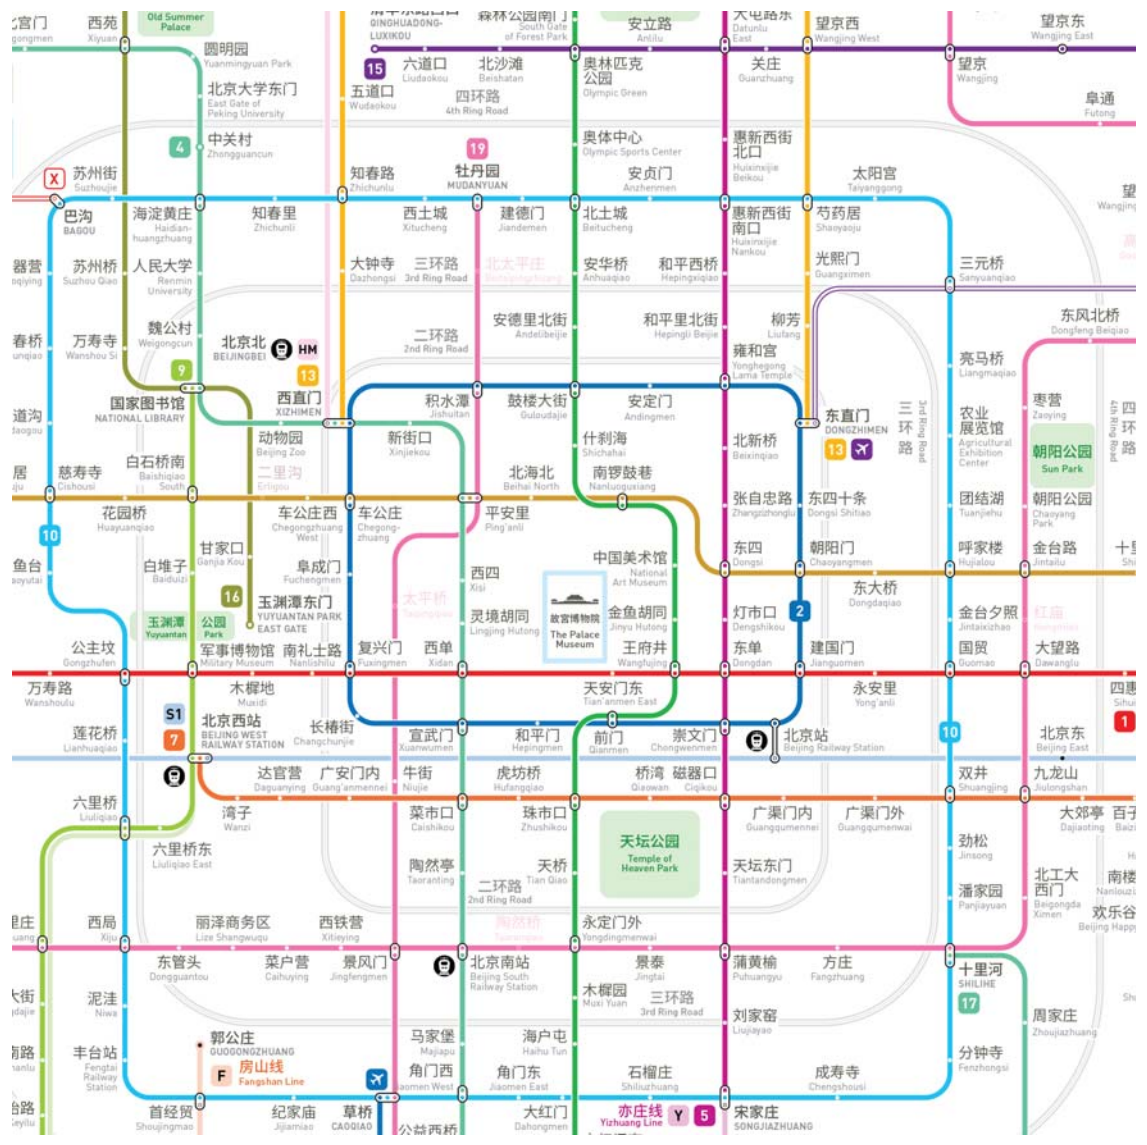 Old Summer
Palace
西苑
Xiyuan
圆明园
Yuanmingyuan Park
北京大学东门
East Gate of
Peking University
4
中关村
Zhongguancun
QINGHUADONG-
LUXIKOU
15
六道口
Liudaokou
北沙滩
Beishatan
森林公园南门
South Gate
of Forest Park
安立路
Anlilu
大屯路东
Datunlu
East
望京西
Wangjing West
望京东
Wangjing East
五道口
Wudaokou
四环路
4th Ring Road
奥林匹克
公园
Olympic Green
关庄
Guanzhuang
望京
Wangjing
阜通
Futong
X
苏州街
Suzhoujie
巴沟
BAGOU
海淀黄庄
Haidian-
huangzhuang
知春里
Zhichunli
知春路
Zhichunlu
19
牡丹园
MUDANYUAN
西土城
Xitucheng
建德门
Jiandemen
奥体中心
Olympic Sports Center
安贞门
Anzhenmen
北土城
Beitucheng
惠新西街
北口
Huixinxijie
Beikou
惠新西街
南口
Huixinxijie
Nankou
太阳宫
Taiyanggong
芍药居
Shaoyaoju
光熙门
Guangximen
三元桥
Sanyuanqiao
苏州桥
Suzhou Qiao
人民大学
Renmin
University
大钟寺
Dazhongsi
三环路
3rd Ring Road
北太平庄
安华桥
Anhuaqiao
和平西桥
Hepingxiqiao
魏公村
Weigongcun
万寿寺
Wanshou Si
北京北
BEIJINGBEI
HM
13
二环路
2nd Ring Road
安德里北街
Andelibeijie
和平里北街
Hepingli Beijie
柳芳
Liufang
东风北桥
Dongfeng Beiqiao
雍和宫
Yonghegong
Lama Temple
亮马桥
Liangmaqiao
9
国家图书馆
NATIONAL LIBRARY
西直门
XIZHIMEN
动物园
Beijing Zoo
积水潭
Jishuitan
新街口
Xinjiekou
鼓楼大街
Guloudajie
安定门
Andingmen
东直门
DONGZHIMEN
13
三环路
3rd Ring Road
农业
展览馆
Agricultural
Exhibition
Center
枣营
Zaoying
四环路
4th Ring Road
朝阳公园
Sun Park
什刹海
Shichahai
北新桥
Beixinqiao
慈寿寺
Cishousi
白石桥南
Baishiqiao
South
二里沟
Erligou
北海北
Beihai North
南锣鼓巷
Nanluoguxiang
张自忠路
Zhangzizhonglu
东四十条
Dongsi Shitiao
团结湖
Tuanjiehu
朝阳公园
Chaoyang
Park
花园桥
Huayuanqiao
车公庄西
Chegongzhuang
West
车公庄
Chegong-
zhuang
平安里
Ping'anli
10
甘家口
Ganjia Kou
白堆子
Baiduizi
阜成门
Fuchengmen
西四
Xisi
中国美术馆
National
Art Museum
东四
Dongsi
朝阳门
Chaoyangmen
呼家楼
Hujialou
金台路
Jintailu
东大桥
Dongdaqiao
16
玉渊潭东门
YUYUANTAN PARK
EAST GATE
玉渊潭 公园
Yuyuantan Park
太平桥
灵境胡同
Lingjing Hutong
故宫博物院
The Palace
Museum
金鱼胡同
Jinyu Hutong
灯市口
Dengshikou
2
金台夕照
Jintaixizhao
红庙
公主坟
Gongzhufen
军事博物馆
Military Museum
南礼士路
Nanlishilu
复兴门
Fuxingmen
西单
Xidan
王府井
Wangfujing
东单
Dongdan
建国门
Jianguomen
国贸
Guomao
大望路
Dawanglu
万寿路
Wanshoulu
木樨地
Muxidi
天安门东
Tian'anmen East
永安里
Yong'anli
四惠
1
S1
7
北京西站
BEIJING WEST
RAILWAY STATION
莲花桥
Lianhuaqiao
长椿街
Changchunjie
宣武门
Xuanwumen
和平门
Hepingmen
前门
Qianmen
崇文门
Chongwenmen
北京站
Beijing Railway Station
10
北京东
Beijing East
六里桥
Liuliqiao
达官营
Daguanying
广安门内
Guang'anmennei
牛街
Niujie
虎坊桥
Hufangqiao
桥湾
Qiaowan
磁器口
Ciqikou
双井
Shuangjing
九龙山
Jiulongshan
湾子
Wanzi
菜市口
Caishikou
珠市口
Zhushikou
广渠门内
Guangqumennei
广渠门外
Guangqumenwai
大郊亭
Dajiaoting
六里桥东
Liuliqiao East
天坛公园
Temple of
Heaven Park
劲松
Jinsong
陶然亭
Taoranting
天桥
Tian Qiao
天坛东门
Tiantandongmen
二环路
2nd Ring Road
潘家园
Panjiayuan
北工大
西门
Beigongda
Ximen
西局
Xiju
丽泽商务区
Lize Shangwuqu
西铁营
Xitieying
陶然桥
永定门外
Yongdingmenwai
欢乐谷
东管头
Dongguantou
菜户营
Caihuying
景风门
Jingfengmen
北京南站
Beijing South
Railway Station
景泰
Jingtai
蒲黄榆
Puhuangyu
方庄
Fangzhuang
十里河
SHILIHE
17
泥洼
Niwa
木樨园
Muxi Yuan
三环路
3rd Ring Road
刘家窑
Liujiayao
周家庄
Zhoujiazhuang
郭公庄
GUOGONGZHUANG
F
房山线
Fangshan Line
丰台站
Fengtai
Railway
Station
马家堡
Majiapu
海户屯
Haihu Tun
分钟寺
Fenzhongsi
角门西
角门东
Jiaomen East
石榴庄
Shiliuzhuang
成寿寺
Chengshousi
首经贸
Shoujingmao
纪家庙
Jijiamiao
草桥
CAOQIAO
公益西桥
大红门
Dahongmen
亦庄线
Yizhuang Line
Y
5
宋家庄
SONGJIAZHUANG